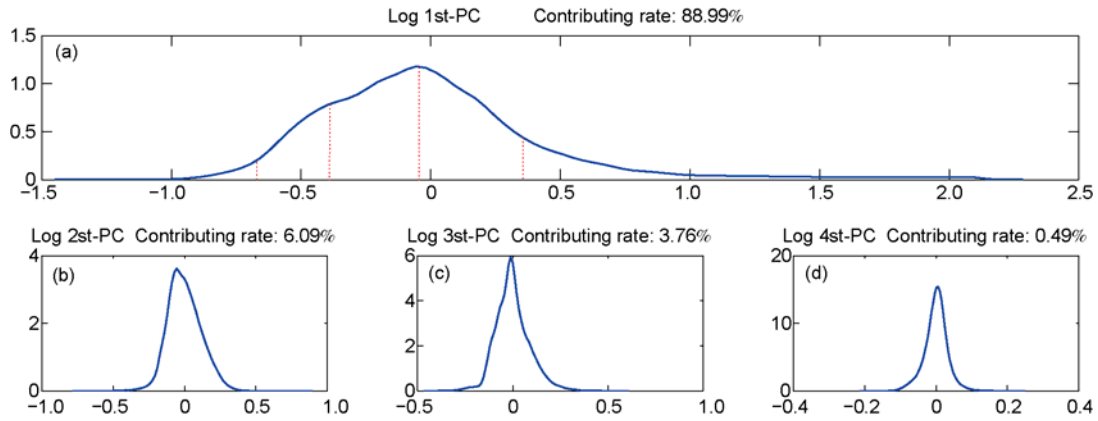 Log 1st-PC Contributing rate: 88.99%
(a)
1.5
1.0
0.5
0
−1.5 −1.0 −0.5 0 0.5 1.0 1.5 2.0 2.5
Log 2st-PC Contributing rate: 6.09%
(b)
4
2
0
−1.0 −0.5 0 0.5 1.0
Log 3st-PC Contributing rate: 3.76%
(c)
6
4
2
0
−0.5 0 0.5 1.0
Log 4st-PC Contributing rate: 0.49%
(d)
20
10
0
−0.4 −0.2 0 0.2 0.4